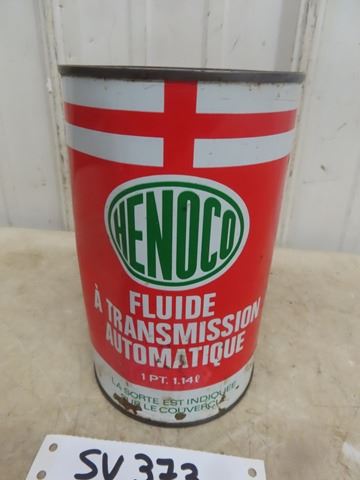 HENOCO
FLUIDE
À TRANSMISSION
AUTOMATIQUE
1 PT. 1.14ℓ
LA SORTE EST INDIQUÉE
SUR LE COUVERCLE
SV 373